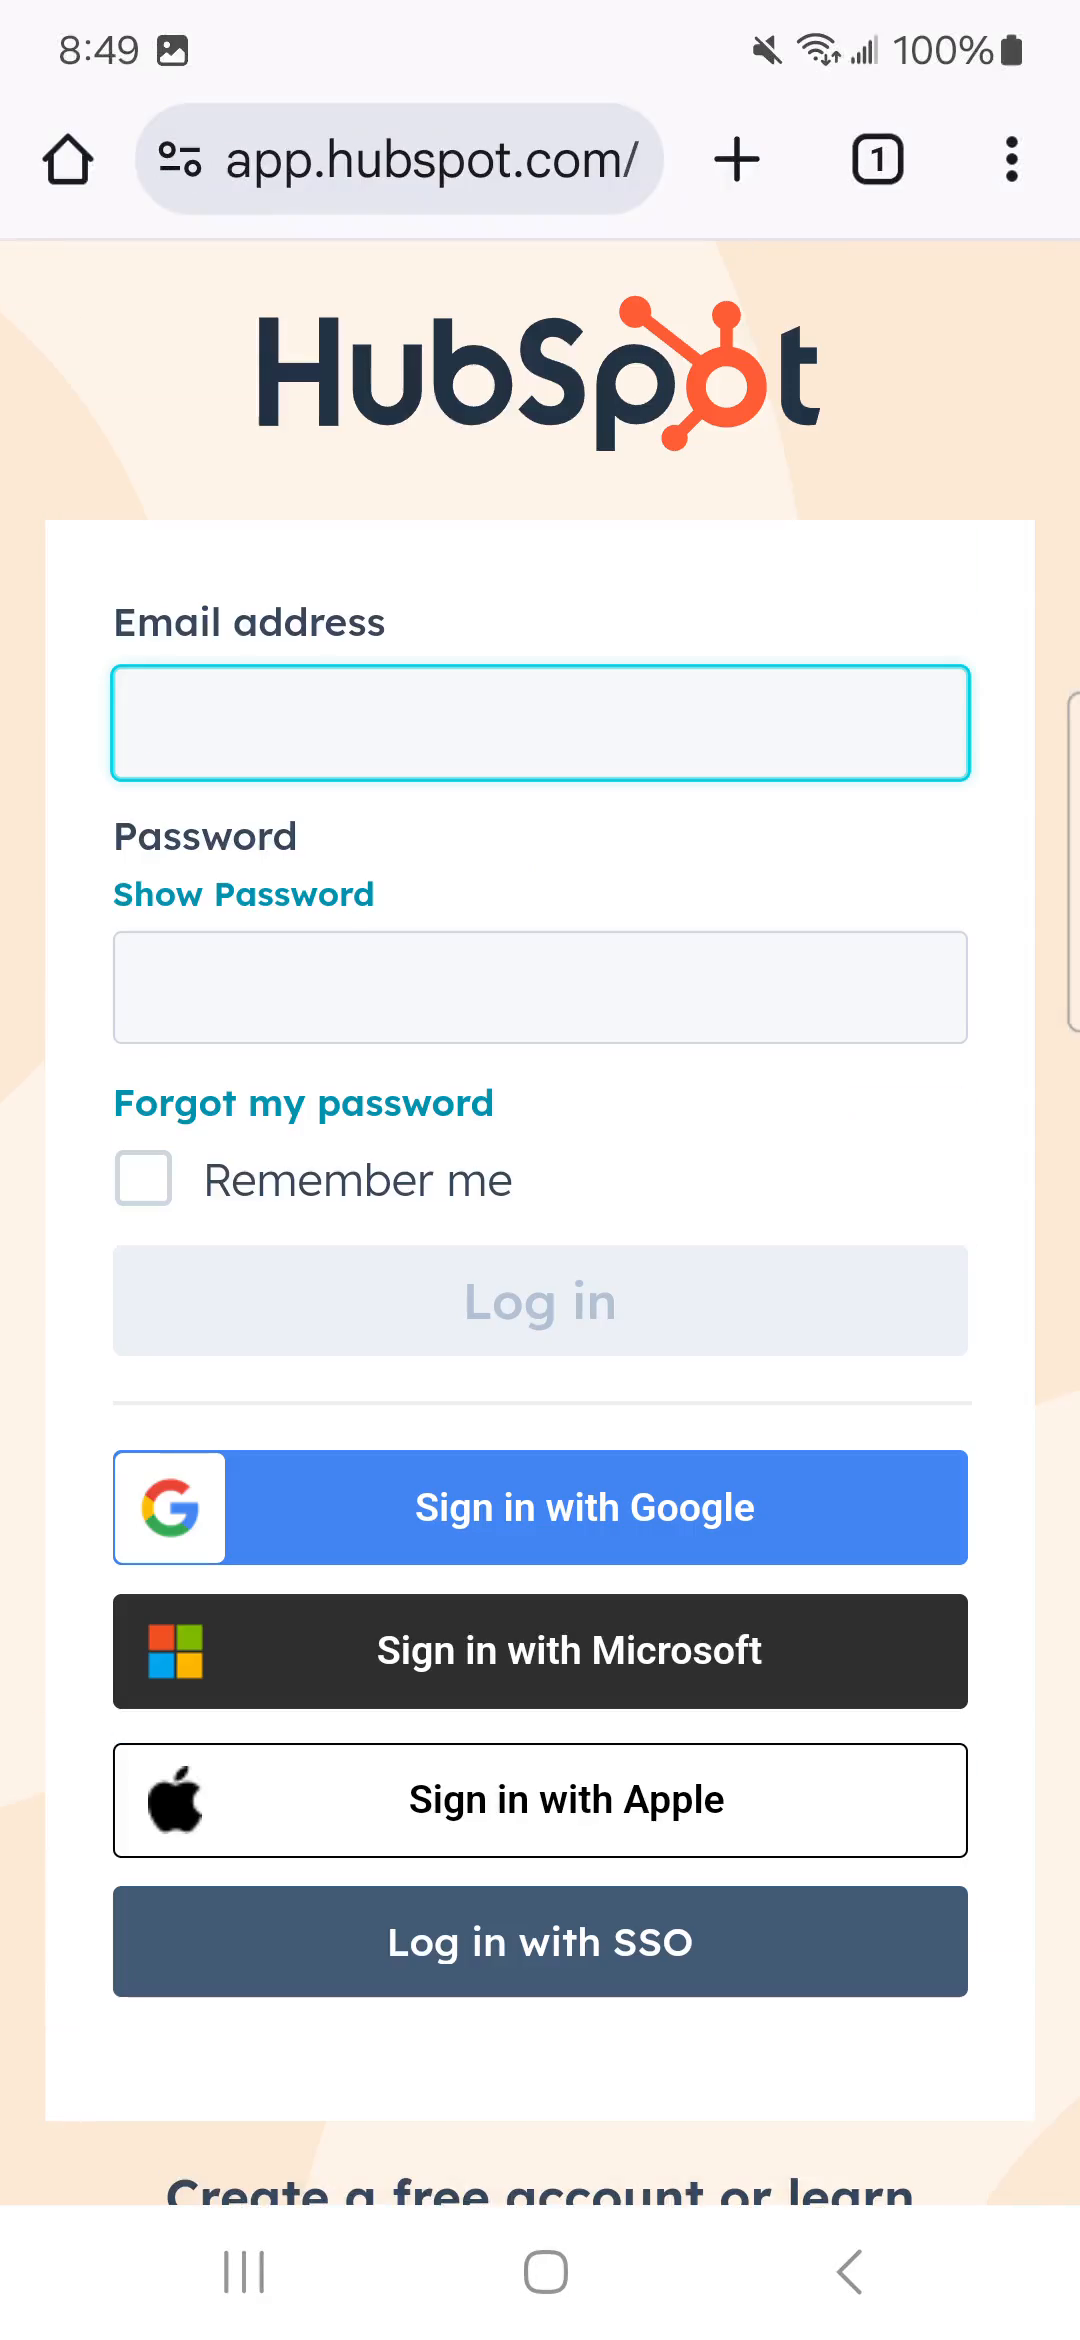 8:49
100%
app.hubspot.com/
1
HubSpot
Email address
Password
Show Password
Forgot my password
Remember me
Log in
Sign in with Google
Sign in with Microsoft
Sign in with Apple
Log in with SSO
Create a free account or learn